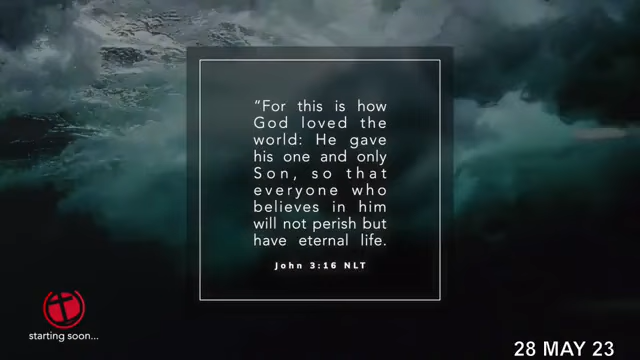 “For this is how
God loved the
world: He gave
his one and only
Son, so that
everyone who
believes in him
will not perish but
have eternal life.
John 3:16 NLT
starting soon...
28 MAY 23